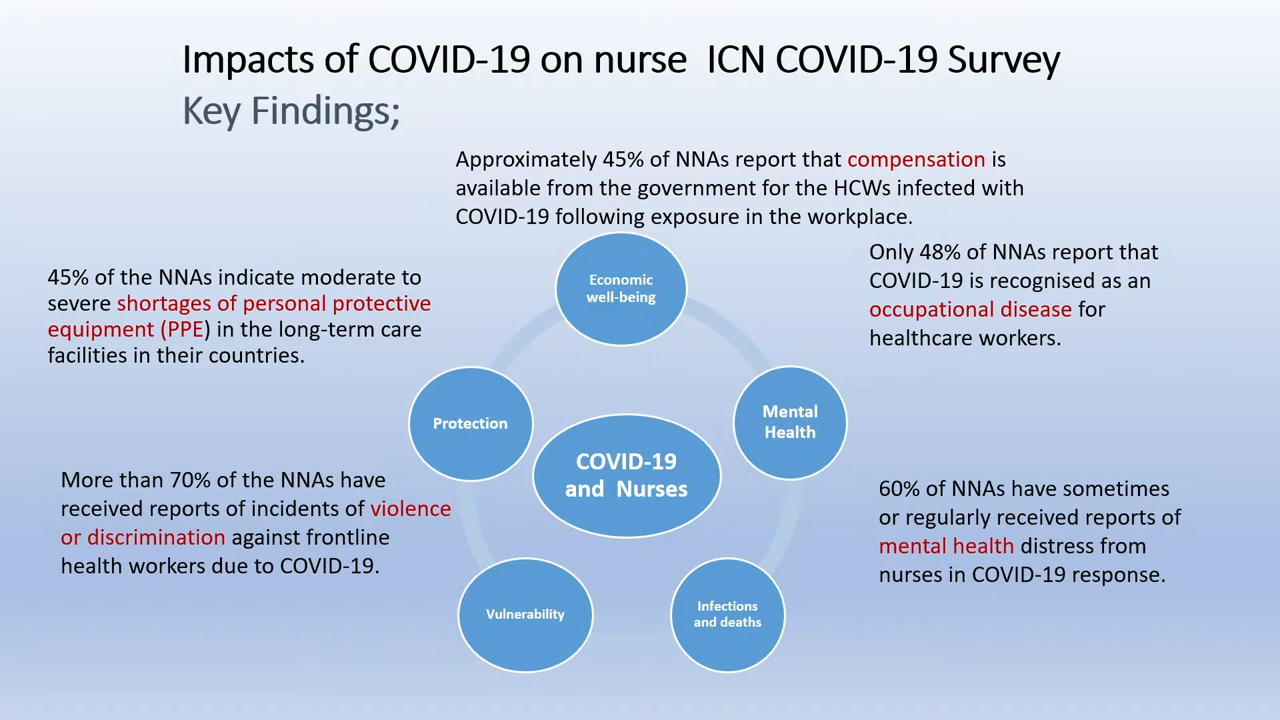 Impacts of COVID-19 on nurse  ICN COVID-19 Survey
Key Findings;
Approximately 45% of NNAs report that compensation is
available from the government for the HCWs infected with
COVID-19 following exposure in the workplace.
Only 48% of NNAs report that
COVID-19 is recognised as an
occupational disease for
healthcare workers.
45% of the NNAs indicate moderate to
severe shortages of personal protective
equipment (PPE) in the long-term care
facilities in their countries.
Economic
well-being
Protection
Mental
Health
COVID-19
and  Nurses
More than 70% of the NNAs have
received reports of incidents of violence
or discrimination against frontline
health workers due to COVID-19.
60% of NNAs have sometimes
or regularly received reports of
mental health distress from
nurses in COVID-19 response.
Vulnerability
Infections
and deaths